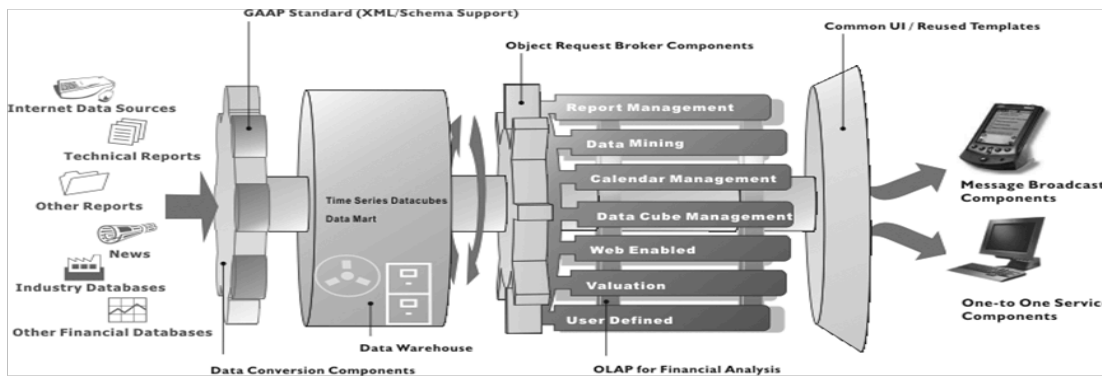 GAAP Standard (XML/Schema Support)
Common UI / Reused Templates
Object Request Broker Components
Internet Data Sources
Technical Reports
Other Reports
News
Industry Databases
Other Financial Databases
Time Series Datacubes
Data Mart
Report Management
Data Mining
Calendar Management
Data Cube Management
Web Enabled
Valuation
User Defined
Message Broadcast
Components
One-to One Service
Components
Data Warehouse
Data Conversion Components
OLAP for Financial Analysis